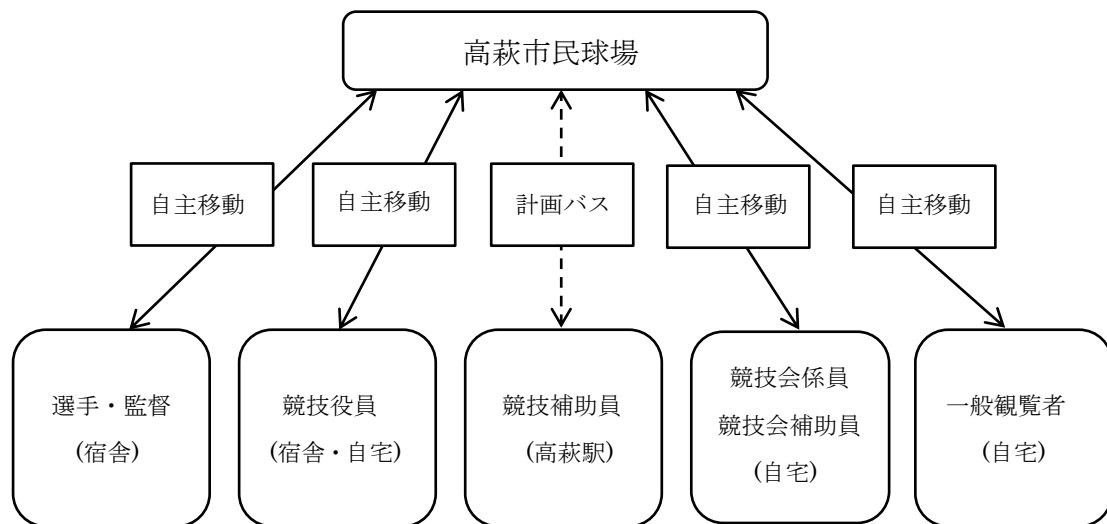 高萩市民球場
自主移動
自主移動
計画バス
自主移動
自主移動
選手・監督
(宿舎)
競技役員
(宿舎・自宅)
競技補助員
(高萩駅)
競技会係員
競技会補助員
(自宅)
一般観覧者
(自宅)